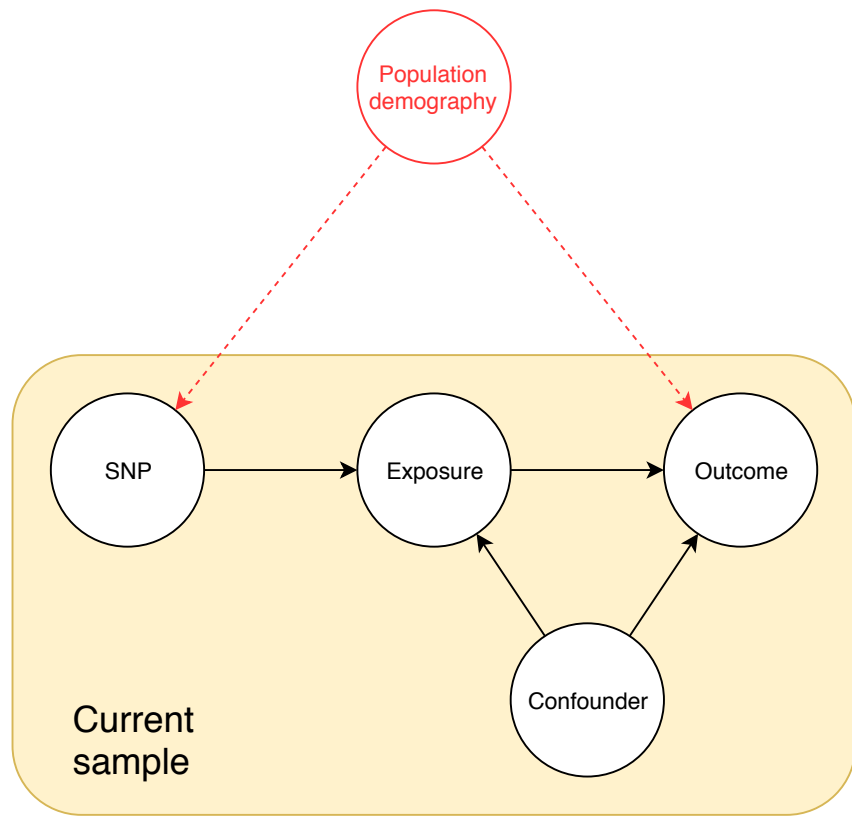 Population
demography
SNP
Exposure
Outcome
Confounder
Current
sample